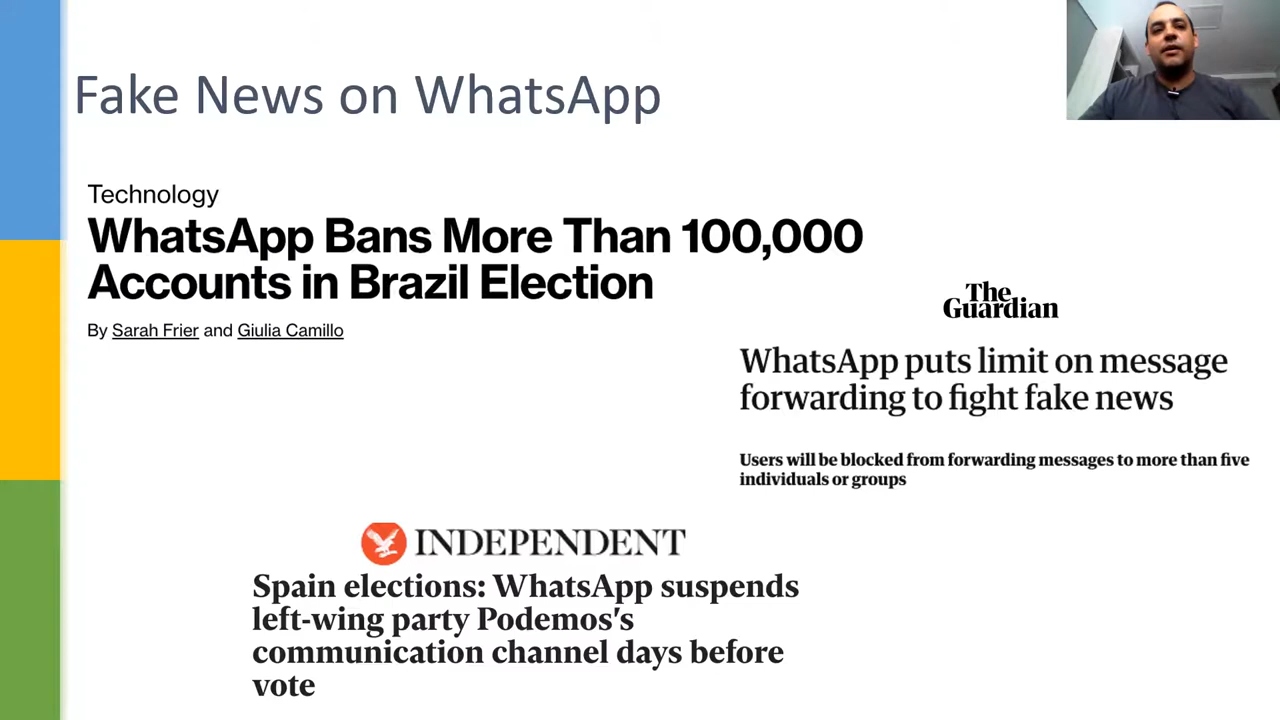 Fake News on WhatsApp
Technology
WhatsApp Bans More Than 100,000
Accounts in Brazil Election
By Sarah Frier and Giulia Camillo
The
Guardian
WhatsApp puts limit on message
forwarding to fight fake news
Users will be blocked from forwarding messages to more than five
individuals or groups
INDEPENDENT
Spain elections: WhatsApp suspends
left-wing party Podemos’s
communication channel days before
vote